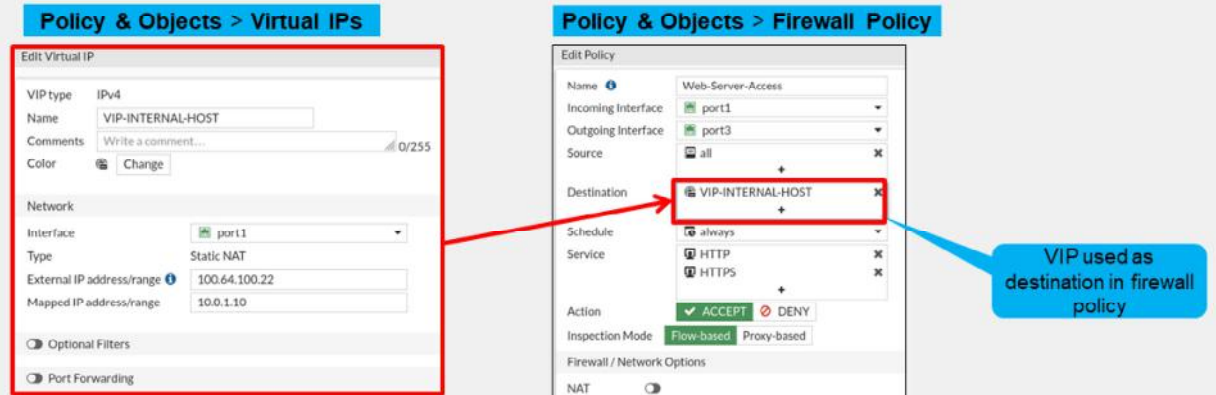 Policy & Objects > Virtual IPs
Edit Virtual IP
VIP type IPv4
Name VIP-INTERNAL-HOST
Comments Write a comment... 0/255
Color Change
Network
Interface port1
Type Static NAT
External IP address/range 100.64.100.22
Mapped IP address/range 10.0.1.10
Optional Filters
Port Forwarding
Policy & Objects > Firewall Policy
Edit Policy
Name Web-Server-Access
Incoming Interface port1
Outgoing Interface port3
Source all
+
Destination VIP-INTERNAL-HOST
+
Schedule always
Service HTTP
HTTPS
+
Action ACCEPT DENY
Inspection Mode Flow-based Proxy-based
Firewall / Network Options
NAT
VIP used as
destination in firewall
policy